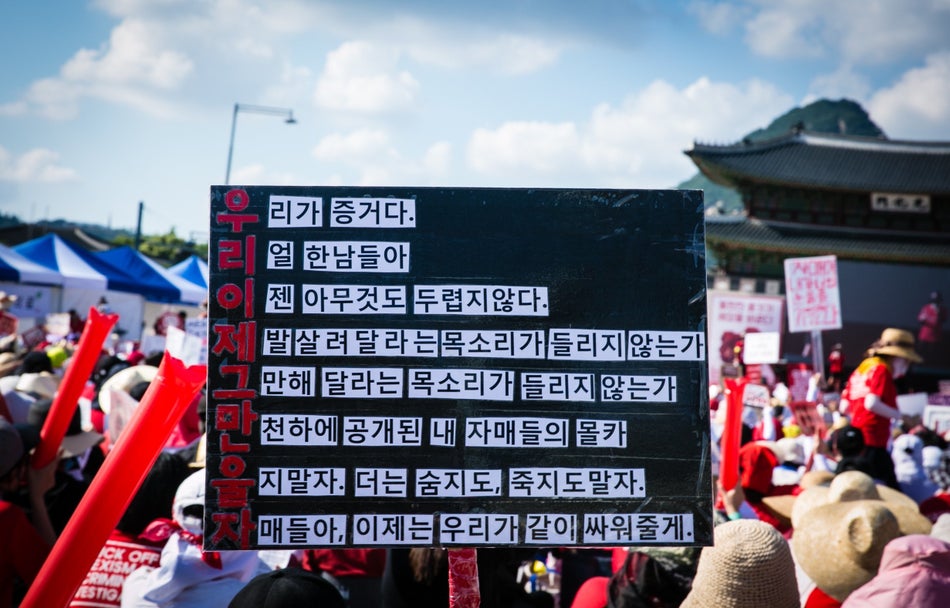 우리가 증거다.
리얼 한남들아
이젠 아무것도 두렵지않다.
제발살려달라는목소리가들리지않는가
그만해 달라는 목소리가 들리지않는가
만천하에공개된 내 자매들의 몰카
울지말자. 더는 숨지도, 죽지도말자.
자매들아, 이제는 우리가 같이 싸워줄게.
OFF